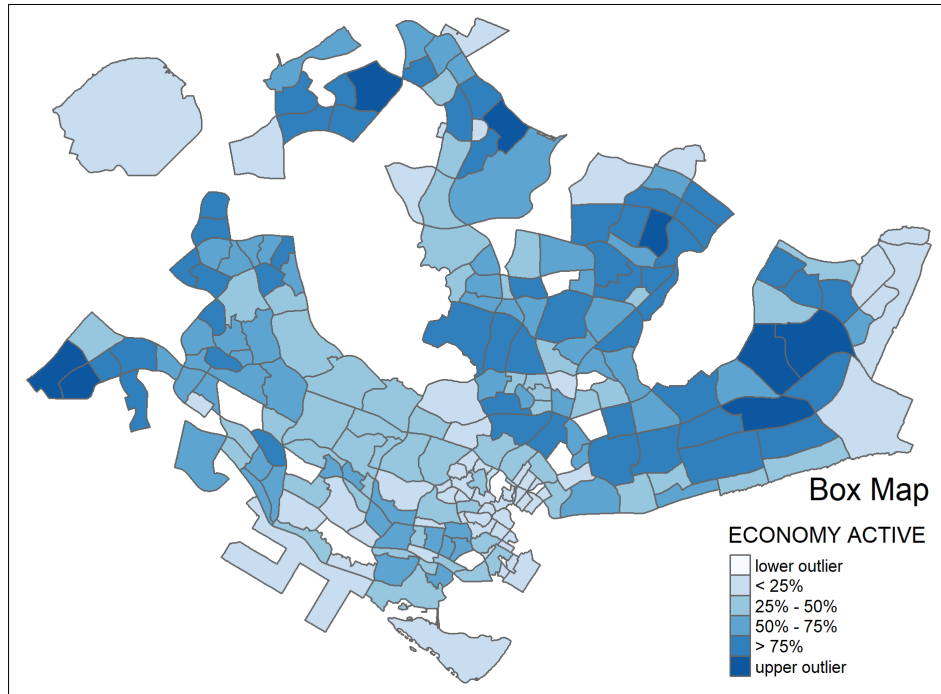 Box Map
ECONOMY ACTIVE
lower outlier
< 25%
25% - 50%
50% - 75%
> 75%
upper outlier